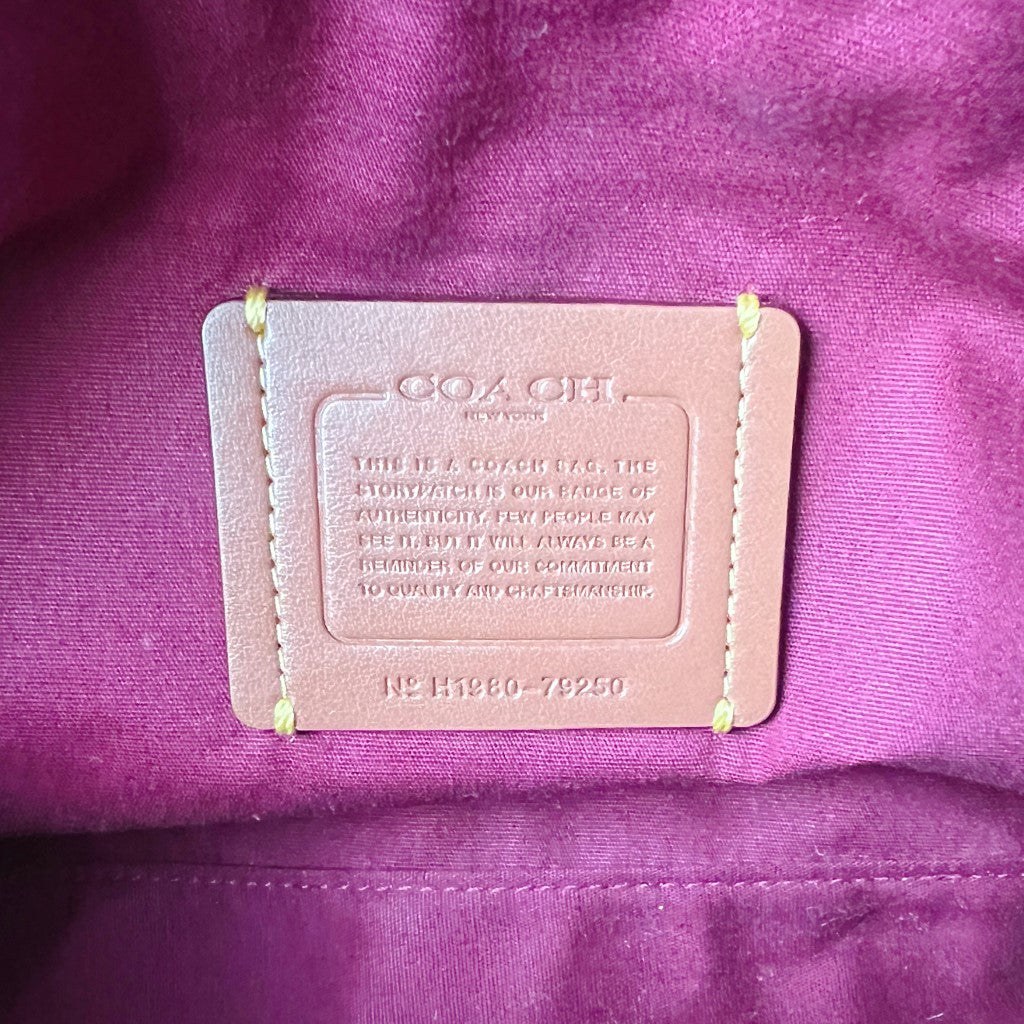 COACH
NEW YORK
THIS IS A COACH BAG. THE
STORYPATCH IS OUR BADGE OF
AUTHENTICITY. FEW PEOPLE MAY
SEE IT, BUT IT WILL ALWAYS BE A
REMINDER OF OUR COMMITMENT
TO QUALITY AND CRAFTSMANSHIP.
Nº H1980-79250